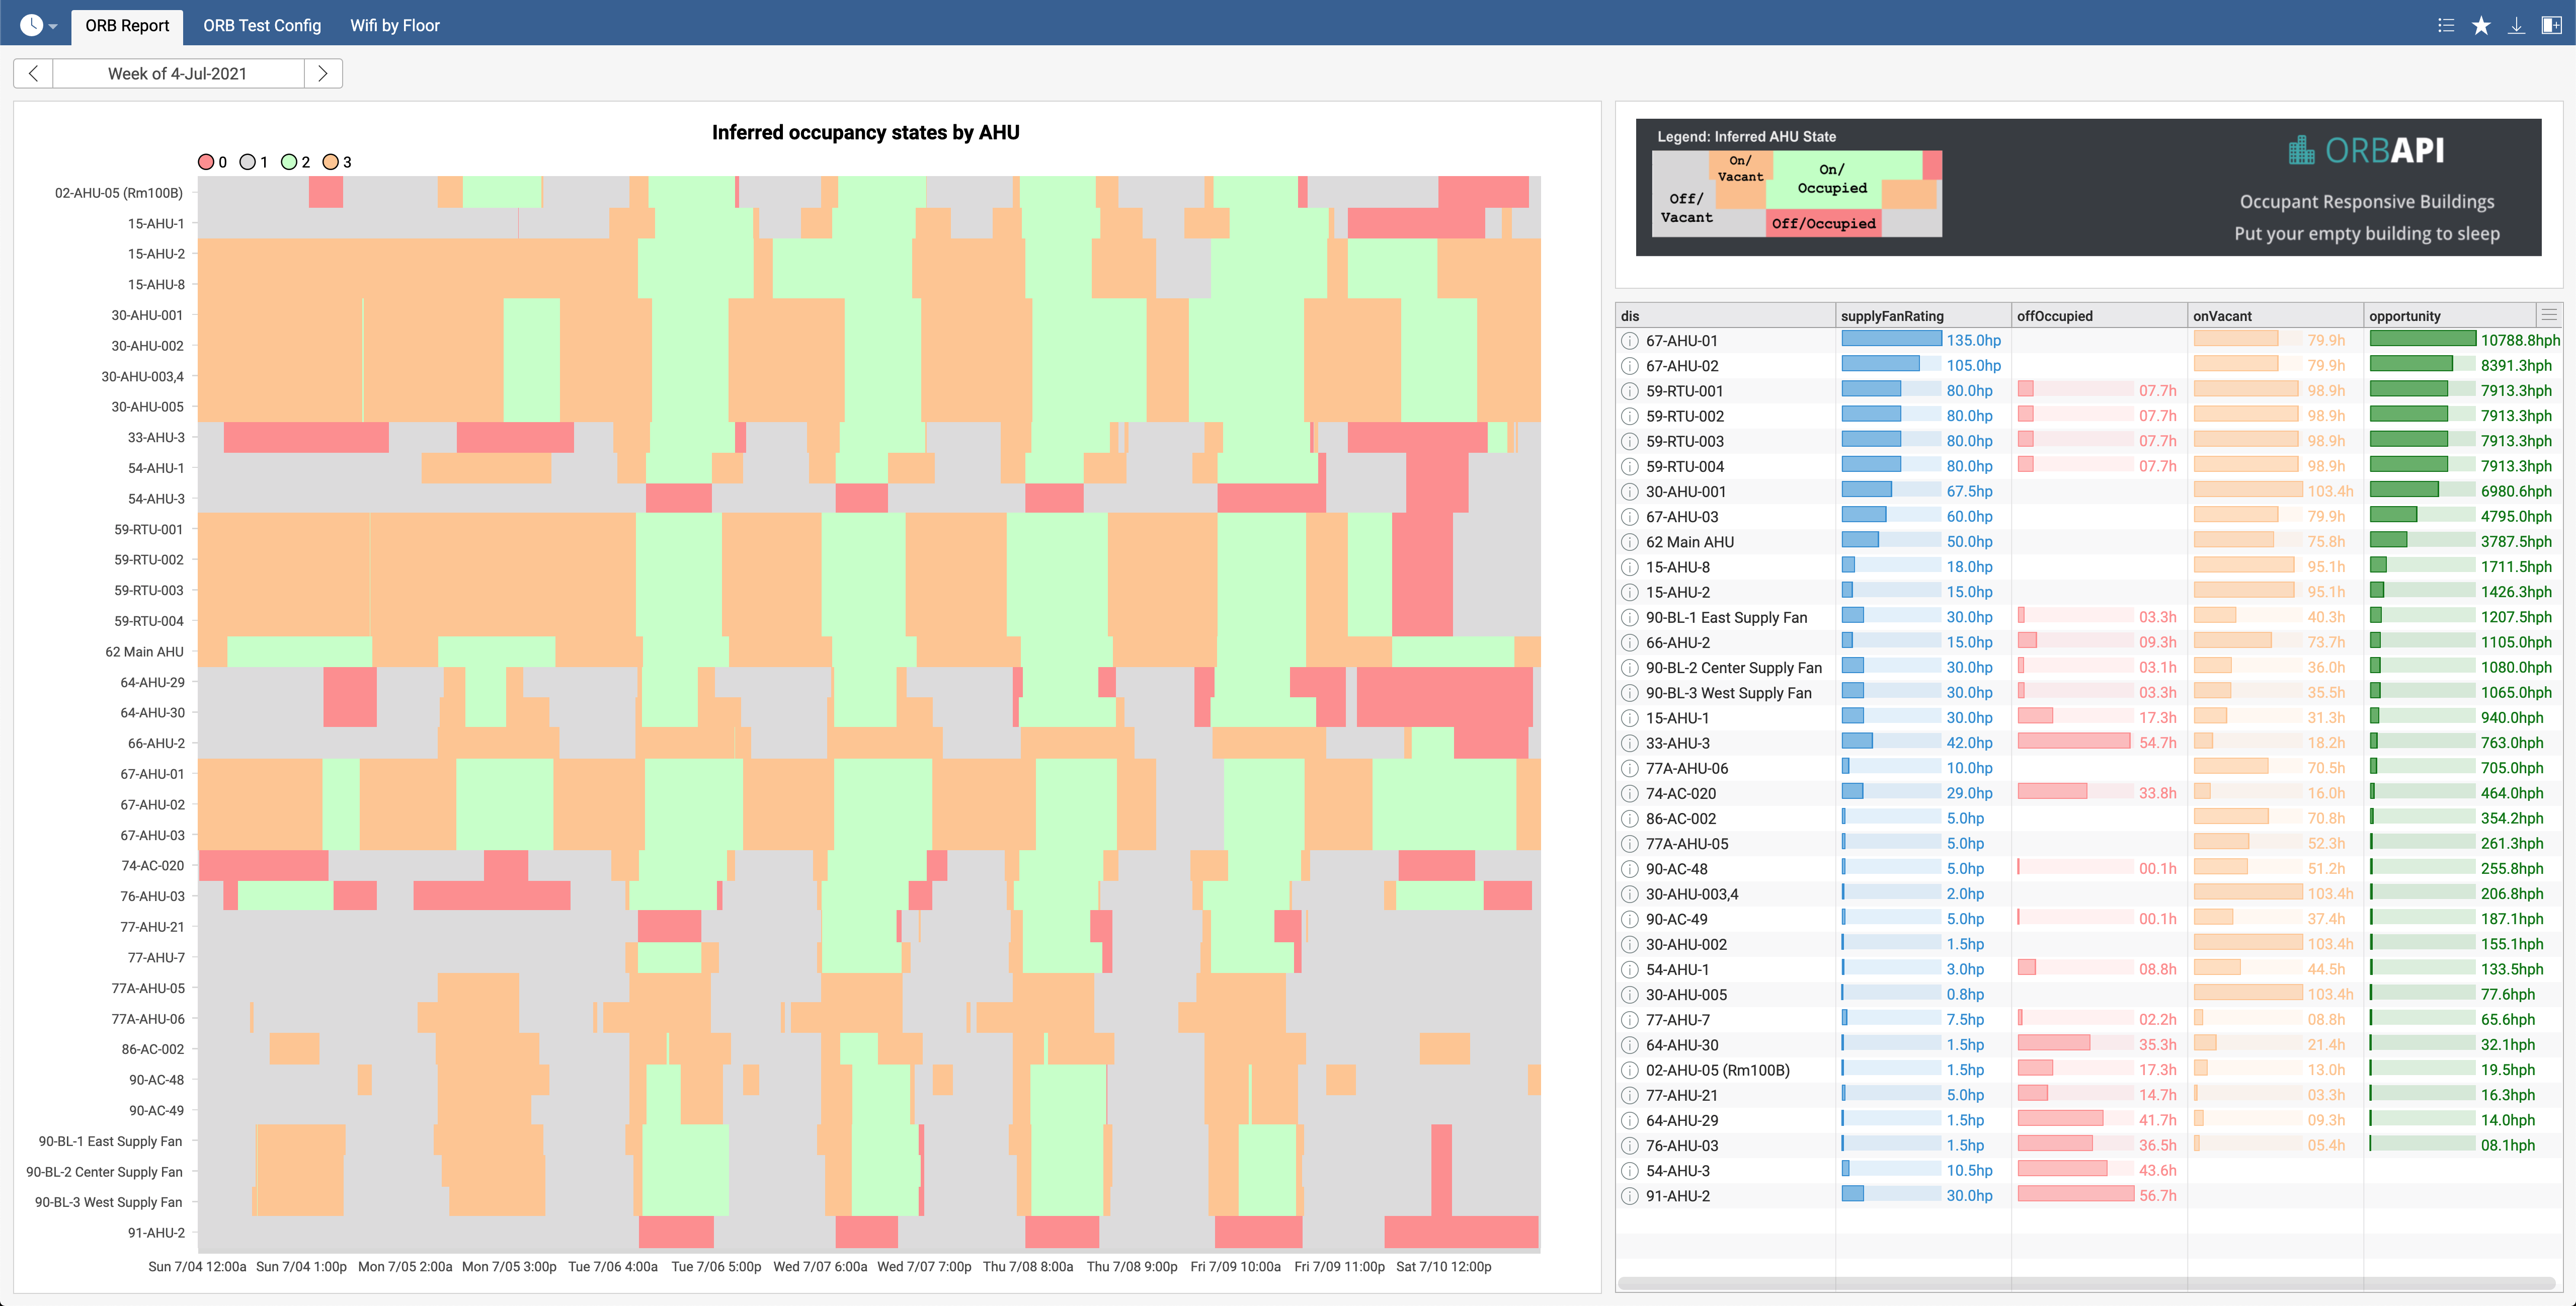 ORB Report ORB Test Config Wifi by Floor
Week of 4-Jul-2021
Inferred occupancy states by AHU
0 1 2 3
02-AHU-05 (Rm100B)
15-AHU-1
15-AHU-2
15-AHU-8
30-AHU-001
30-AHU-002
30-AHU-003,4
30-AHU-005
33-AHU-3
54-AHU-1
54-AHU-3
59-RTU-001
59-RTU-002
59-RTU-003
59-RTU-004
62 Main AHU
64-AHU-29
64-AHU-30
66-AHU-2
67-AHU-01
67-AHU-02
67-AHU-03
74-AC-020
76-AHU-03
77-AHU-21
77-AHU-7
77A-AHU-05
77A-AHU-06
86-AC-002
90-AC-48
90-AC-49
90-BL-1 East Supply Fan
90-BL-2 Center Supply Fan
90-BL-3 West Supply Fan
91-AHU-2
Sun 7/04 12:00a Sun 7/04 1:00p Mon 7/05 2:00a Mon 7/05 3:00p Tue 7/06 4:00a Tue 7/06 5:00p Wed 7/07 6:00a Wed 7/07 7:00p Thu 7/08 8:00a Thu 7/08 9:00p Fri 7/09 10:00a Fri 7/09 11:00p Sat 7/10 12:00p
Legend: Inferred AHU State
On/
Vacant
On/
Occupied
Off/
Vacant
Off/Occupied
ORBAPI
Occupant Responsive Buildings
Put your empty building to sleep
dis supplyFanRating offOccupied onVacant opportunity
67-AHU-01 135.0hp 79.9h 10788.8hph
67-AHU-02 105.0hp 79.9h 8391.3hph
59-RTU-001 80.0hp 07.7h 98.9h 7913.3hph
59-RTU-002 80.0hp 07.7h 98.9h 7913.3hph
59-RTU-003 80.0hp 07.7h 98.9h 7913.3hph
59-RTU-004 80.0hp 07.7h 98.9h 7913.3hph
30-AHU-001 67.5hp 103.4h 6980.6hph
67-AHU-03 60.0hp 79.9h 4795.0hph
62 Main AHU 50.0hp 75.8h 3787.5hph
15-AHU-8 18.0hp 95.1h 1711.5hph
15-AHU-2 15.0hp 95.1h 1426.3hph
90-BL-1 East Supply Fan 30.0hp 03.3h 40.3h 1207.5hph
66-AHU-2 15.0hp 09.3h 73.7h 1105.0hph
90-BL-2 Center Supply Fan 30.0hp 03.1h 36.0h 1080.0hph
90-BL-3 West Supply Fan 30.0hp 03.3h 35.5h 1065.0hph
15-AHU-1 30.0hp 17.3h 31.3h 940.0hph
33-AHU-3 42.0hp 54.7h 18.2h 763.0hph
77A-AHU-06 10.0hp 70.5h 705.0hph
74-AC-020 29.0hp 33.8h 16.0h 464.0hph
86-AC-002 5.0hp 70.8h 354.2hph
77A-AHU-05 5.0hp 52.3h 261.3hph
90-AC-48 5.0hp 00.1h 51.2h 255.8hph
30-AHU-003,4 2.0hp 103.4h 206.8hph
90-AC-49 5.0hp 00.1h 37.4h 187.1hph
30-AHU-002 1.5hp 103.4h 155.1hph
54-AHU-1 3.0hp 08.8h 44.5h 133.5hph
30-AHU-005 0.8hp 103.4h 77.6hph
77-AHU-7 7.5hp 02.2h 08.8h 65.6hph
64-AHU-30 1.5hp 35.3h 21.4h 32.1hph
02-AHU-05 (Rm100B) 1.5hp 17.3h 13.0h 19.5hph
77-AHU-21 5.0hp 14.7h 03.3h 16.3hph
64-AHU-29 1.5hp 41.7h 09.3h 14.0hph
76-AHU-03 1.5hp 36.5h 05.4h 08.1hph
54-AHU-3 10.5hp 43.6h
91-AHU-2 30.0hp 56.7h